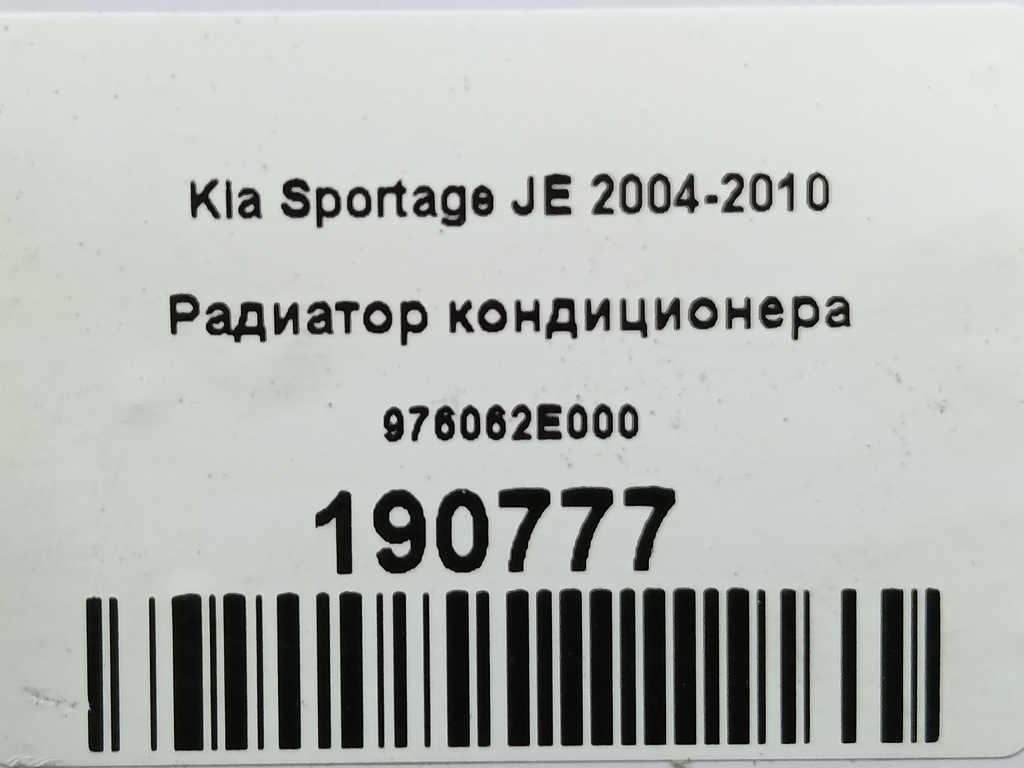 Kia Sportage JE 2004-2010
Радиатор кондиционера
976062E000
190777